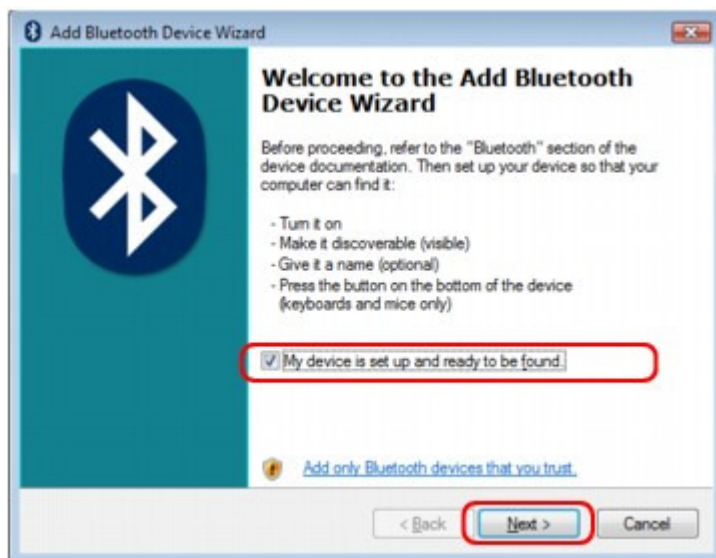 Add Bluetooth Device Wizard
Welcome to the Add Bluetooth
Device Wizard
Before proceeding, refer to the "Bluetooth" section of the
device documentation. Then set up your device so that your
computer can find it:
- Turn it on
- Make it discoverable (visible)
- Give it a name (optional)
- Press the button on the bottom of the device
(keyboards and mice only)
My device is set up and ready to be found.
Add only Bluetooth devices that you trust.
< Back Next > Cancel